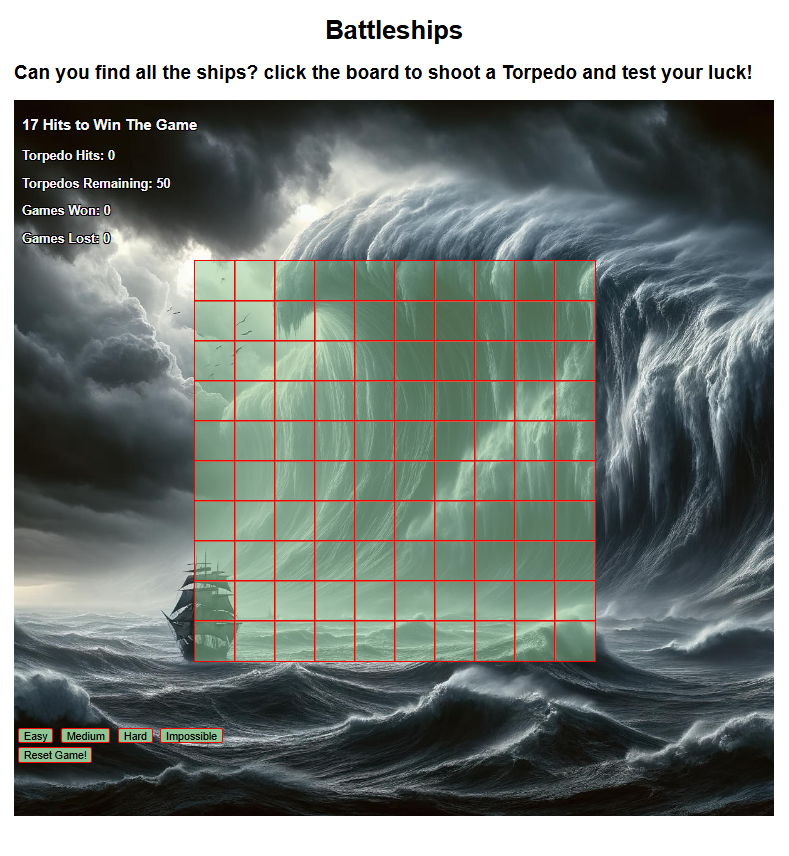 Battleships
Can you find all the ships? click the board to shoot a Torpedo and test your luck!
17 Hits to Win The Game
Torpedo Hits: 0
Torpedos Remaining: 50
Games Won: 0
Games Lost: 0
Easy Medium Hard Impossible
Reset Game!